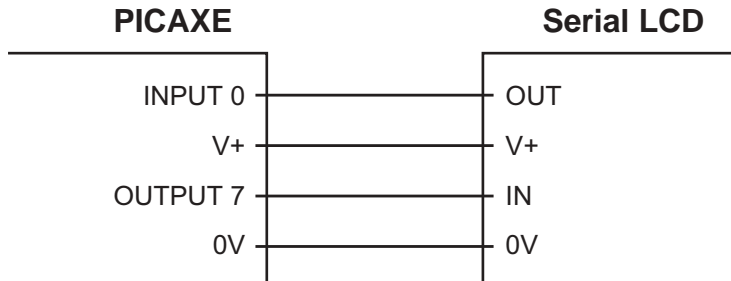 PICAXE Serial LCD
INPUT 0 OUT
V+ V+
OUTPUT 7 IN
0V 0V